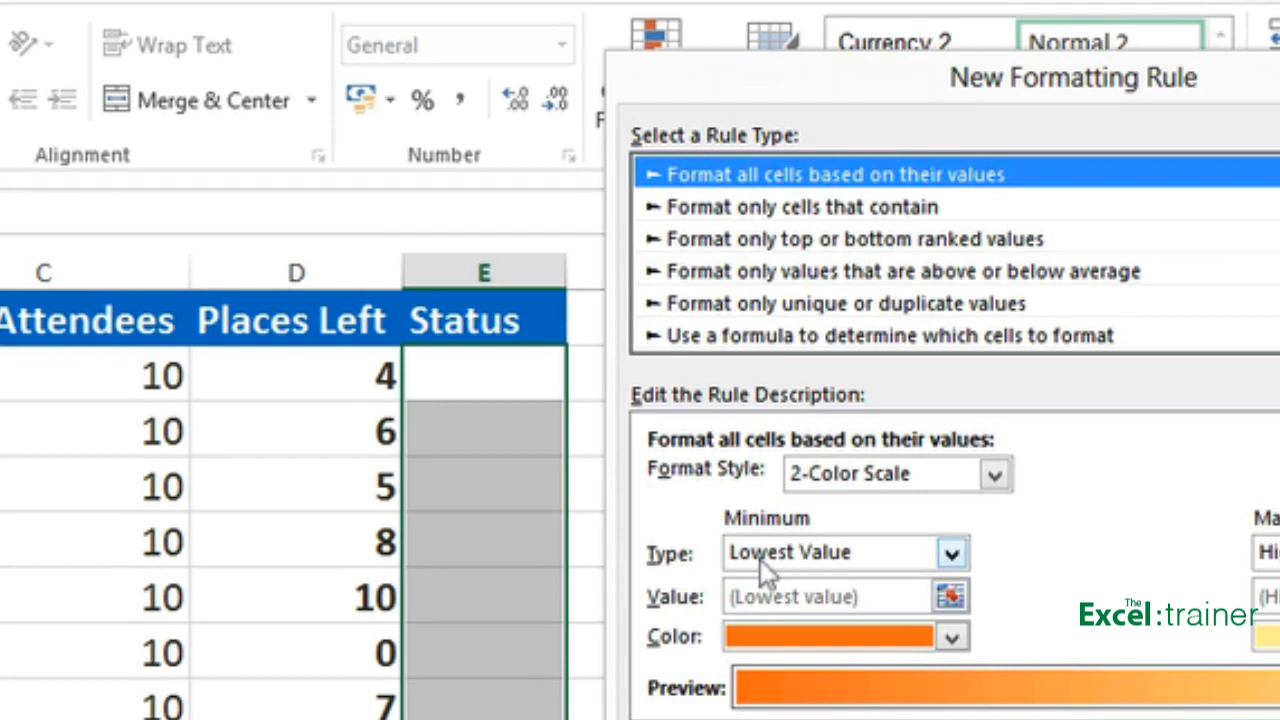 Wrap Text
General
Currency 2
Normal 2
Merge & Center
%
Alignment
Number
New Formatting Rule
Select a Rule Type:
► Format all cells based on their values
► Format only cells that contain
► Format only top or bottom ranked values
► Format only values that are above or below average
► Format only unique or duplicate values
► Use a formula to determine which cells to format
C D E
Attendees Places Left Status
10 4
10 6
10 5
10 8
10 10
10 0
10 7
Edit the Rule Description:
Format all cells based on their values:
Format Style: 2-Color Scale
Minimum
Type: Lowest Value
Value: (Lowest value)
Color:
Preview:
The Excel:trainer